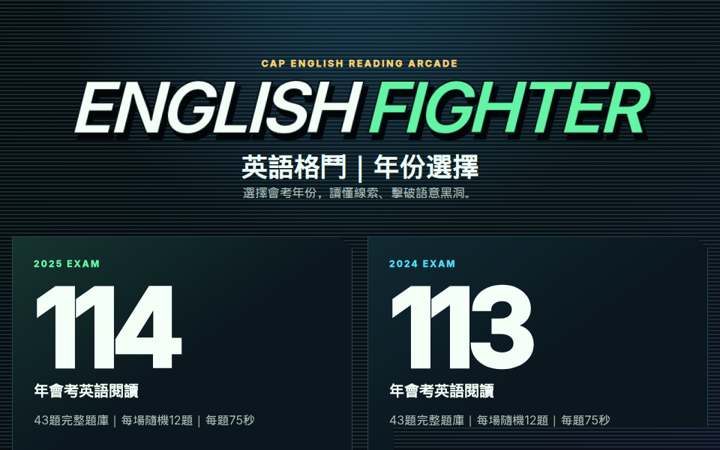 CAP ENGLISH READING ARCADE
ENGLISH FIGHTER
英語格鬥｜年份選擇
選擇會考年份，讀懂線索、擊破語意黑洞。
2025 EXAM
114
年會考英語閱讀
43題完整題庫｜每場隨機12題｜每題75秒
2024 EXAM
113
年會考英語閱讀
43題完整題庫｜每場隨機12題｜每題75秒